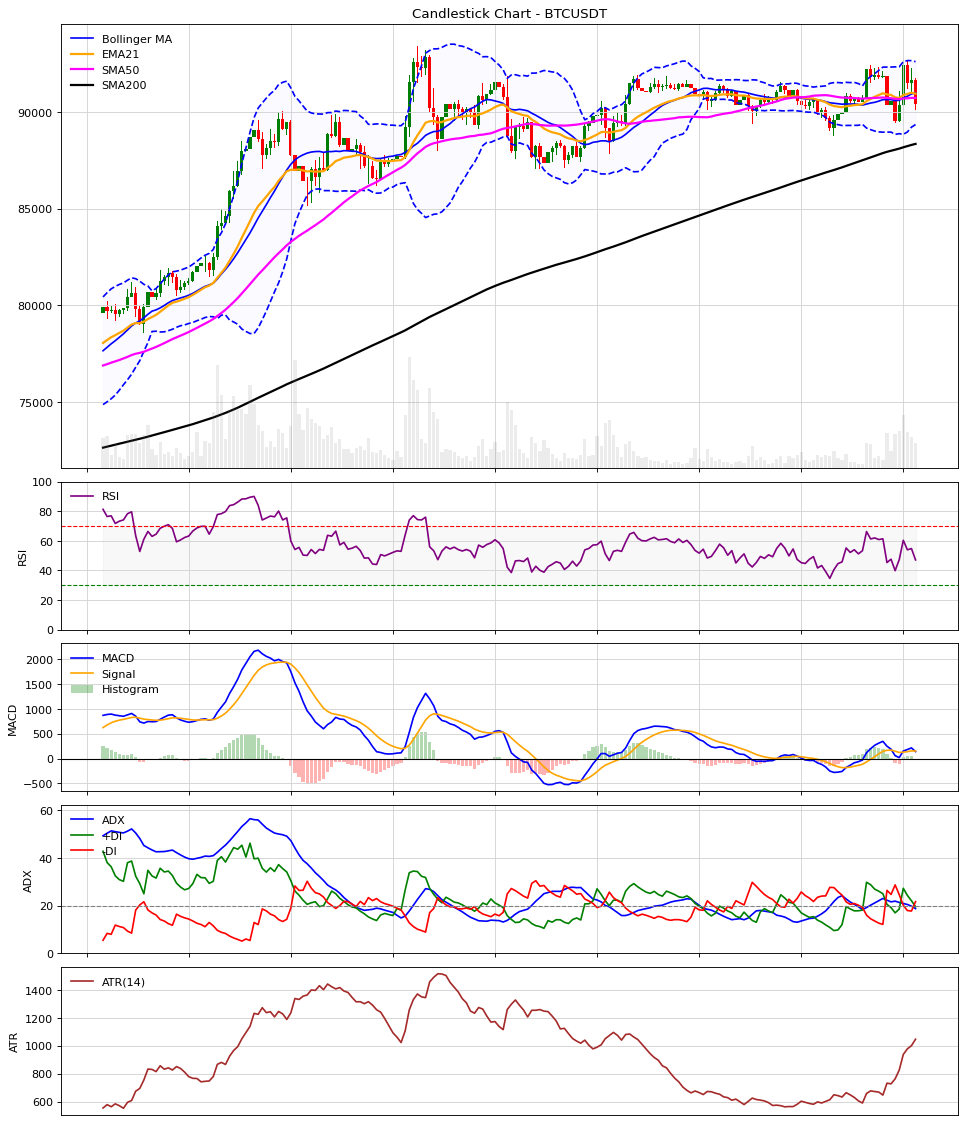 Candlestick Chart - BTCUSDT
Bollinger MA
EMA21
SMA50
SMA200
90000
85000
80000
75000
100
80
60
40
20
0
RSI
RSI
2000
1500
1000
500
0
−500
MACD
MACD
Signal
Histogram
60
40
20
0
ADX
ADX
+DI
-DI
1400
1200
1000
800
600
ATR
ATR(14)